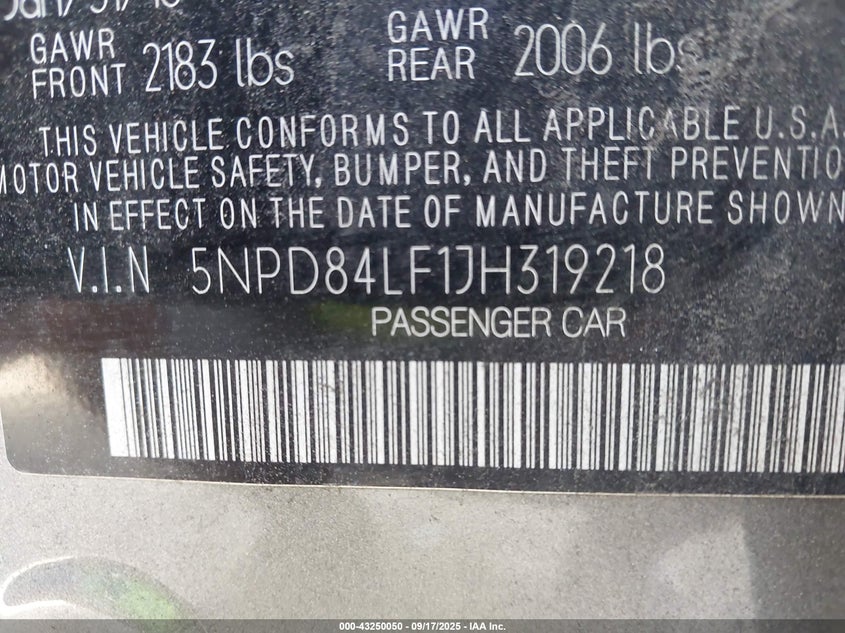 GAWR FRONT 2183 lbs GAWR REAR 2006 lbs
THIS VEHICLE CONFORMS TO ALL APPLICABLE U.S.A.
MOTOR VEHICLE SAFETY, BUMPER, AND THEFT PREVENTIO
IN EFFECT ON THE DATE OF MANUFACTURE SHOWN
V.I.N 5NPD84LF1JH319218
PASSENGER CAR
000-43250050 - 09/17/2025 - IAA Inc.